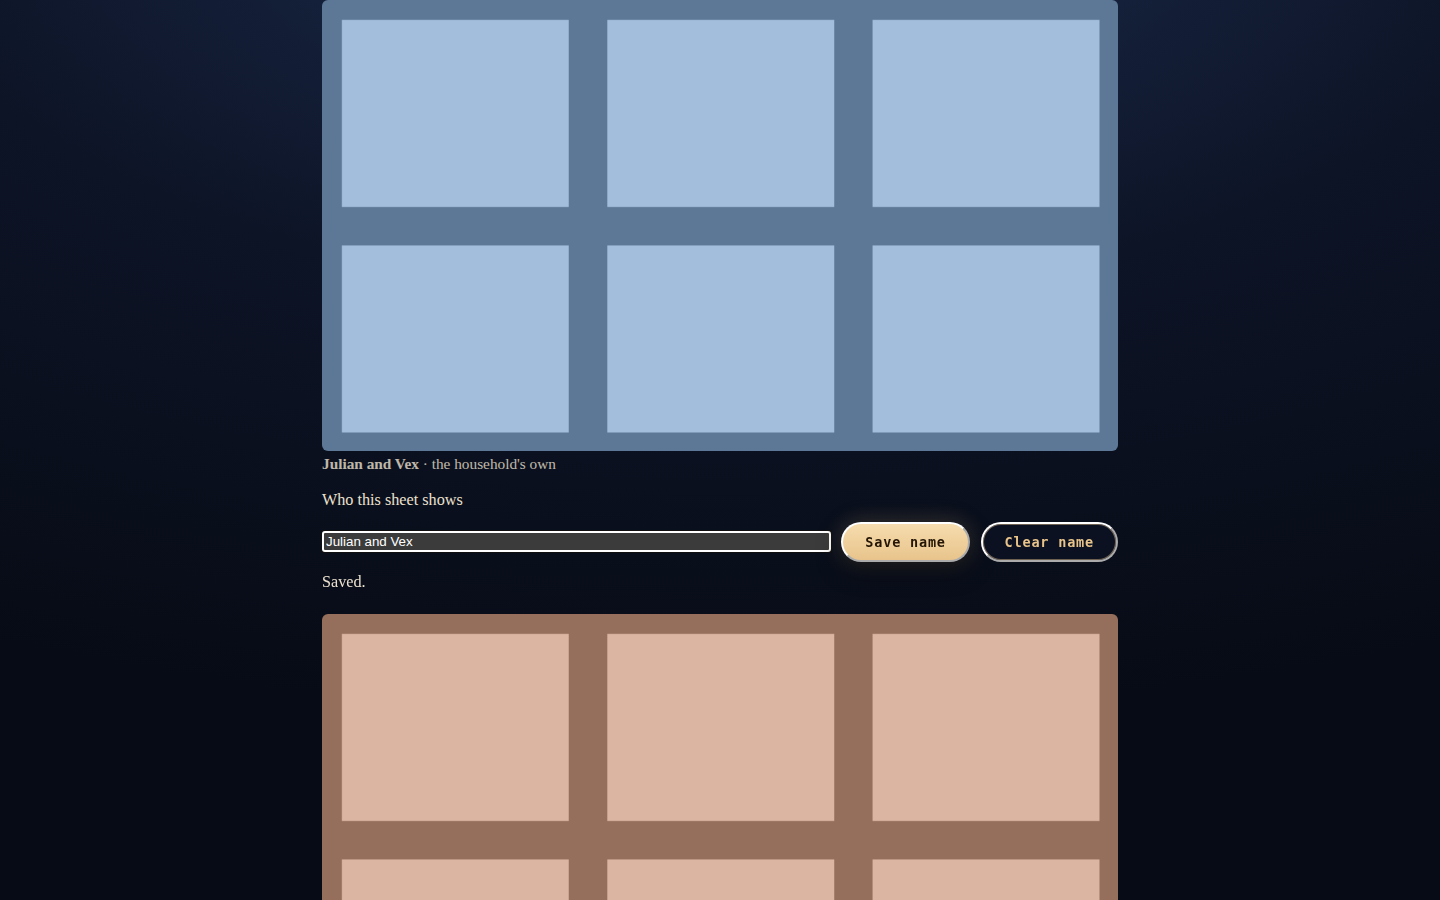 Julian and Vex · the household's own
Who this sheet shows
Julian and Vex
Save name
Clear name
Saved.